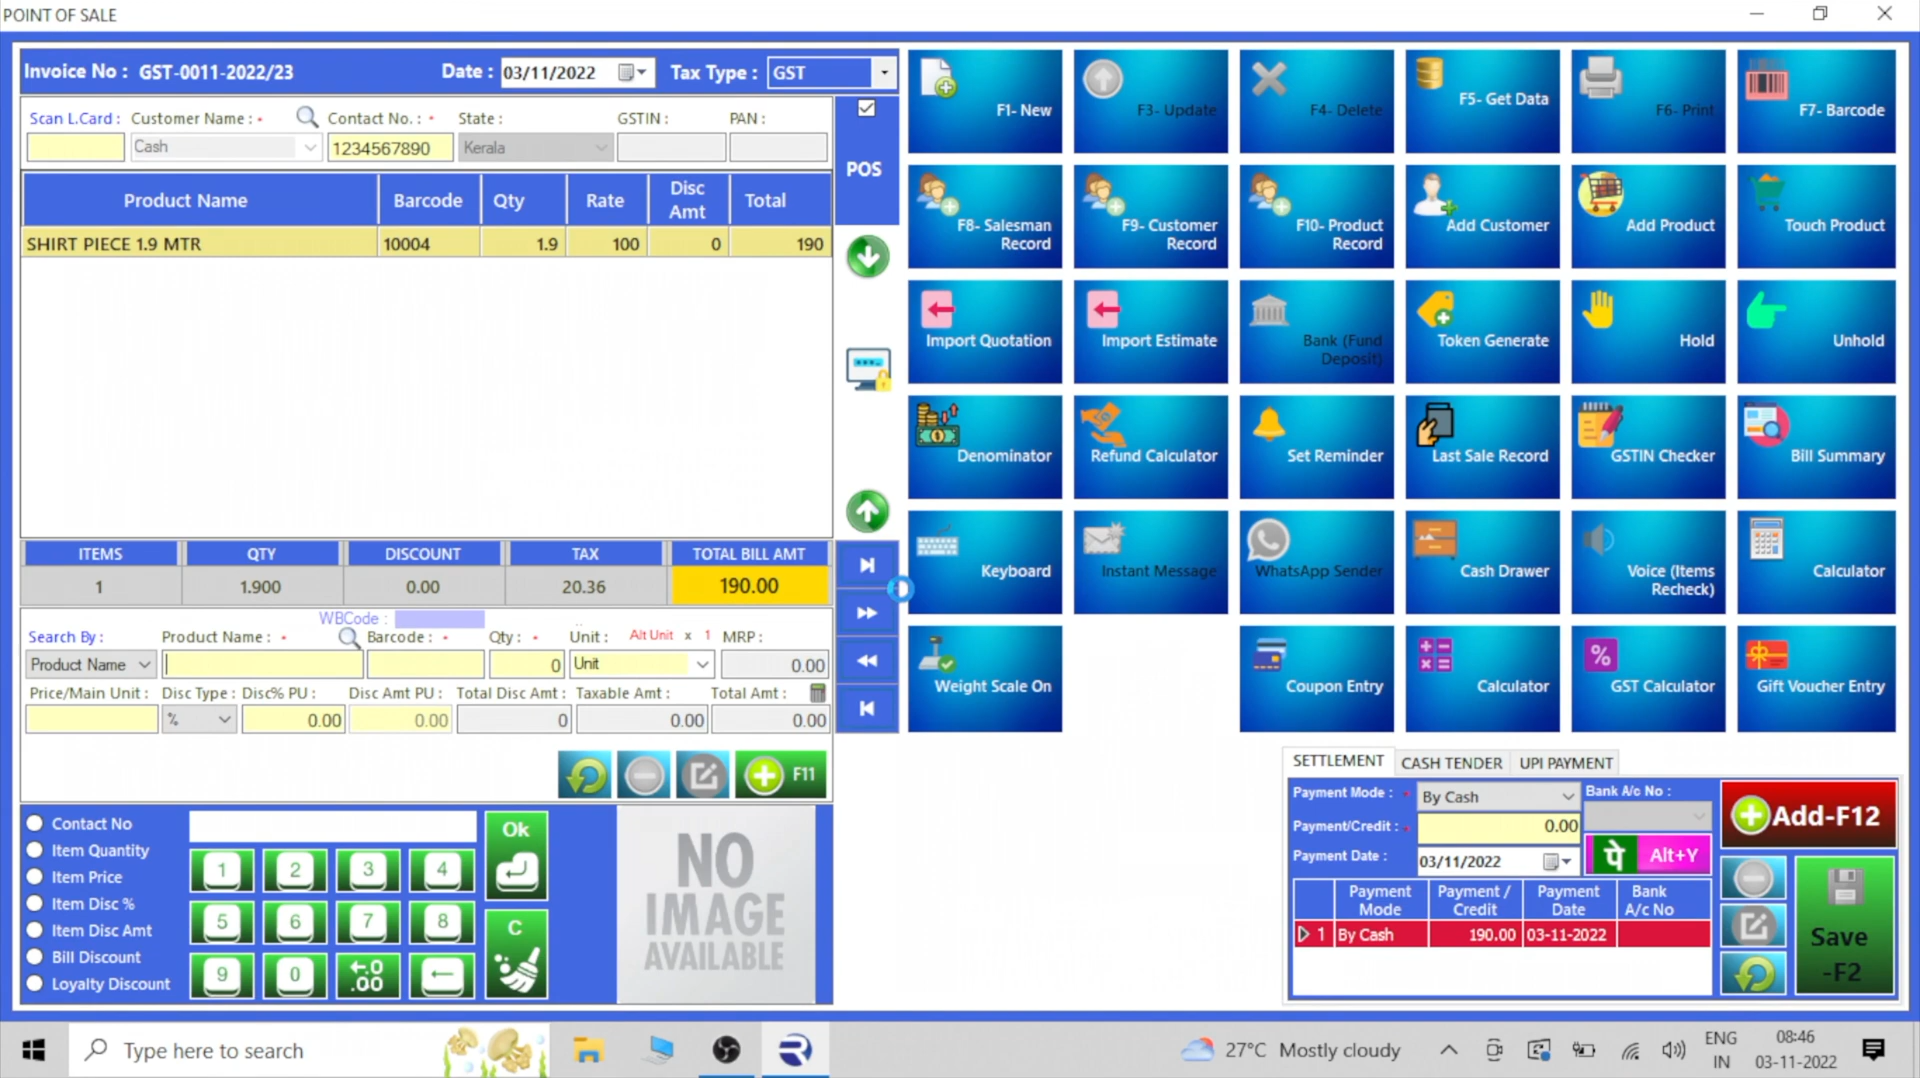 POINT OF SALE
Invoice No : GST-0011-2022/23 Date : 03/11/2022 Tax Type : GST
Scan L.Card : Customer Name : * Contact No. : * State : GSTIN : PAN :
Cash 1234567890 Kerala
POS
Product Name Barcode Qty Rate Disc Amt Total
SHIRT PIECE 1.9 MTR 10004 1.9 100 0 190
ITEMS QTY DISCOUNT TAX TOTAL BILL AMT
1 1.900 0.00 20.36 190.00
WBCode :
Search By : Product Name : * Barcode : * Qty : * Unit : Alt Unit x 1 MRP :
Product Name 0 Unit 0.00
Price/Main Unit : Disc Type : Disc% PU : Disc Amt PU : Total Disc Amt : Taxable Amt : Total Amt :
% 0.00 0.00 0 0.00 0.00
F11
Contact No
Item Quantity
Item Price
Item Disc %
Item Disc Amt
Bill Discount
Loyalty Discount
1 2 3 4
5 6 7 8
9 0 ←.0 .00 ←
Ok
C
NO
IMAGE
AVAILABLE
F1- New
F3- Update
F4- Delete
F5- Get Data
F6- Print
F7- Barcode
F8- Salesman
Record
F9- Customer
Record
F10- Product
Record
Add Customer
Add Product
Touch Product
Import Quotation
Import Estimate
Bank (Fund
Deposit)
Token Generate
Hold
Unhold
Denominator
Refund Calculator
Set Reminder
Last Sale Record
GSTIN Checker
Bill Summary
Keyboard
Instant Message
WhatsApp Sender
Cash Drawer
Voice (Items
Recheck)
Calculator
Weight Scale On
Coupon Entry
Calculator
% GST Calculator
Gift Voucher Entry
SETTLEMENT CASH TENDER UPI PAYMENT
Payment Mode : * By Cash Bank A/c No :
Payment/Credit : * 0.00
Payment Date : 03/11/2022 पे Alt+Y
Add-F12
Payment Mode Payment / Credit Payment Date Bank A/c No
1 By Cash 190.00 03-11-2022
Save
-F2
Type here to search
27°C Mostly cloudy
ENG
IN
08:46
03-11-2022